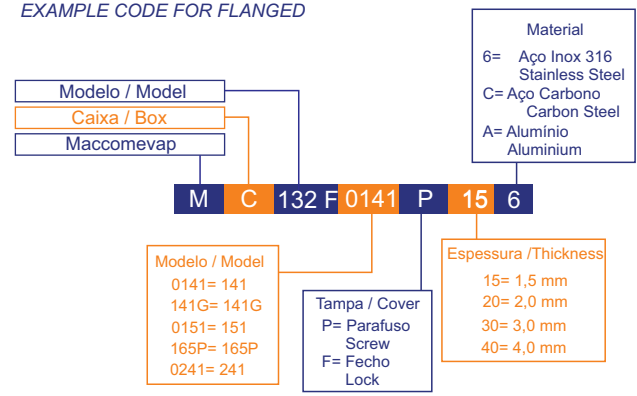 EXAMPLE CODE FOR FLANGED
Material
6= Aço Inox 316
Stainless Steel
C= Aço Carbono
Carbon Steel
A= Alumínio
Aluminium
Modelo / Model
Caixa / Box
Maccomevap
M C 132 F 0141 P 15 6
Modelo / Model
0141= 141
141G= 141G
0151= 151
165P= 165P
0241= 241
Tampa / Cover
P= Parafuso
Screw
F= Fecho
Lock
Espessura /Thickness
15= 1,5 mm
20= 2,0 mm
30= 3,0 mm
40= 4,0 mm